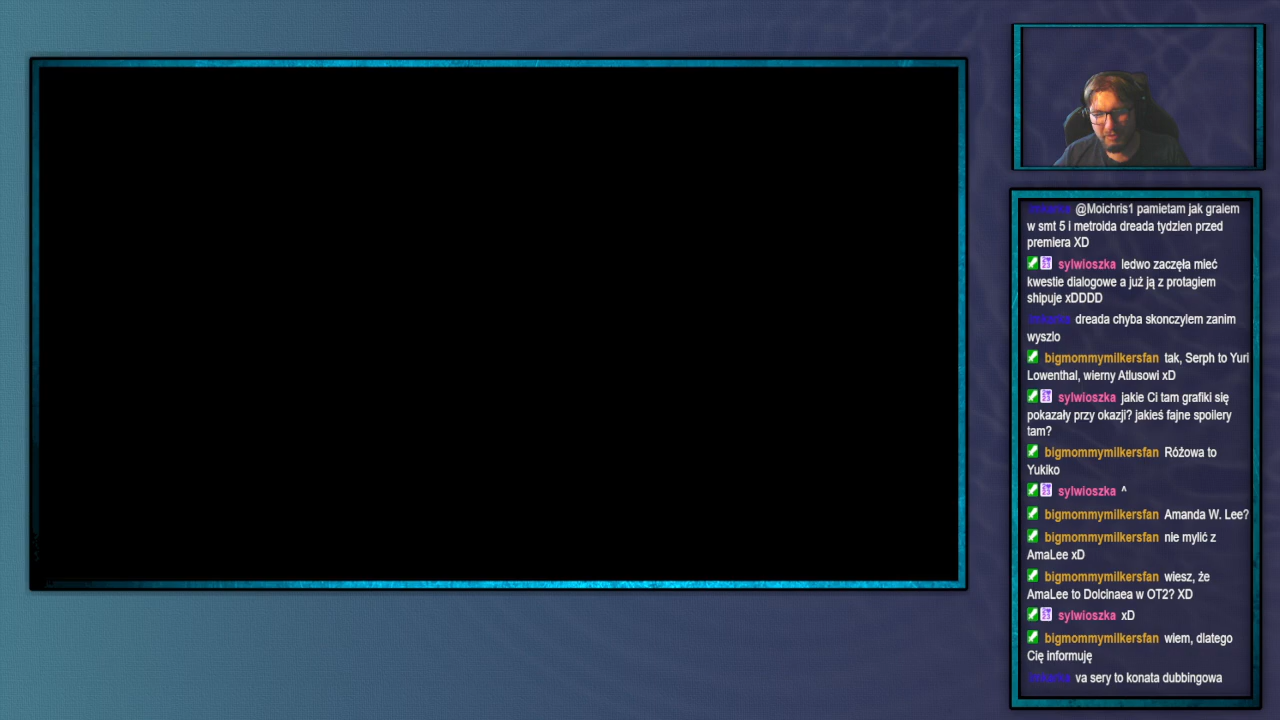 @Moichris1 pamietam jak gralem
w smt 5 i metroida dreada tydzien przed
premiera XD
sylwioszka ledwo zaczęła mieć
kwestie dialogowe a już ją z protagiem
shipuje xDDDD
dreada chyba skonczylem zanim
wyszlo
bigmommymilkersfan tak, Serph to Yuri
Lowenthal, wierny Atlusowi xD
sylwioszka jakie Ci tam grafiki się
pokazały przy okazji? jakieś fajne spoilery
tam?
bigmommymilkersfan Różowa to
Yukiko
sylwioszka ^
bigmommymilkersfan Amanda W. Lee?
bigmommymilkersfan nie mylić z
AmaLee xD
bigmommymilkersfan wiesz, że
AmaLee to Dolcinaea w OT2? XD
sylwioszka xD
bigmommymilkersfan wiem, dlatego
Cię informuję
va sery to konata dubbingowa